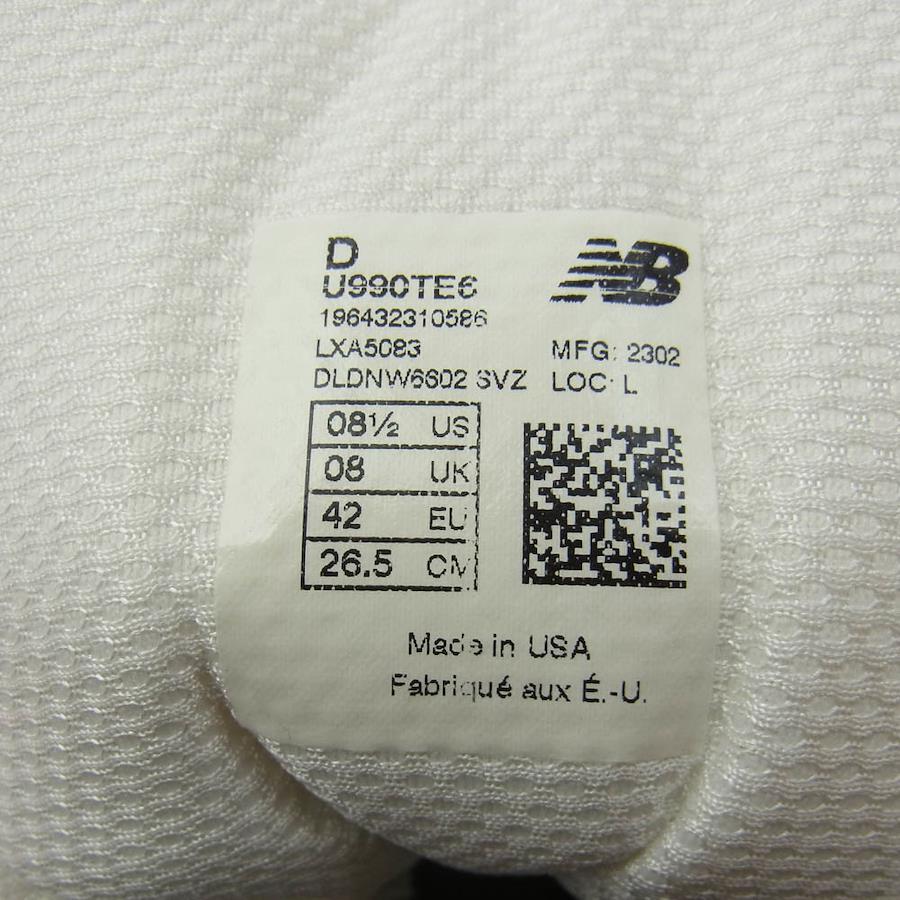 D
U990TE6
NB
196432310586
LXA5083
MFG: 2302
DLDNW6602 SVZ
LOC: L
08½ US
08 UK
42 EU
26.5 CM
Made in USA
Fabriqué aux É.-U.